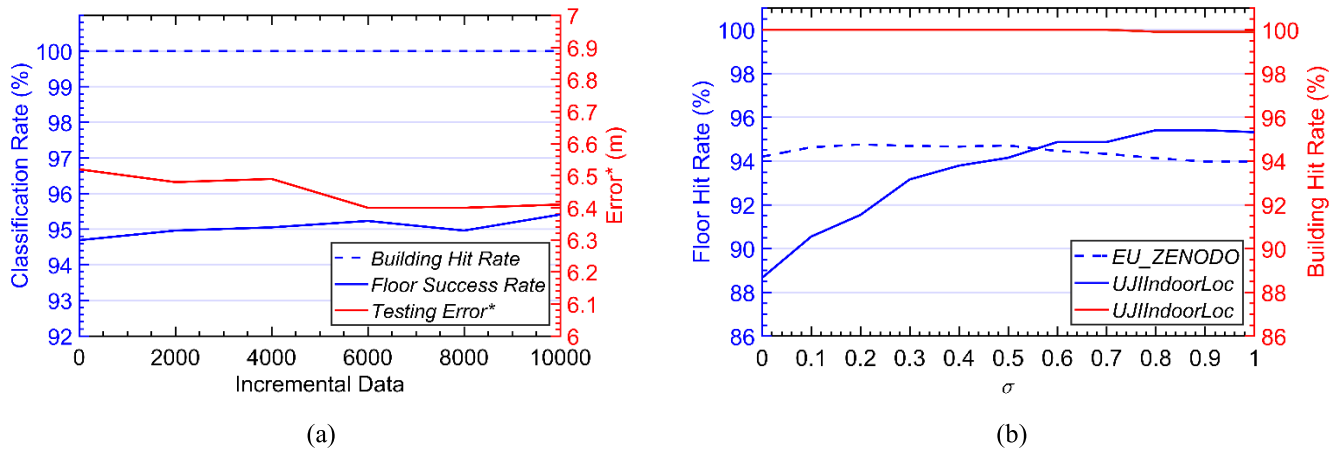 100
99
98
97
96
95
94
93
92
Classification Rate (%)
7
6.9
6.8
6.7
6.6
6.5
6.4
6.3
6.2
6.1
6
Error* (m)
Building Hit Rate
Floor Success Rate
Testing Error*
0 2000 4000 6000 8000 10000
Incremental Data
(a)
100
98
96
94
92
90
88
86
Floor Hit Rate (%)
100
98
96
94
92
90
88
86
Building Hit Rate (%)
EU_ZENODO
UJIIndoorLoc
UJIIndoorLoc
0 0.1 0.2 0.3 0.4 0.5 0.6 0.7 0.8 0.9 1
σ
(b)